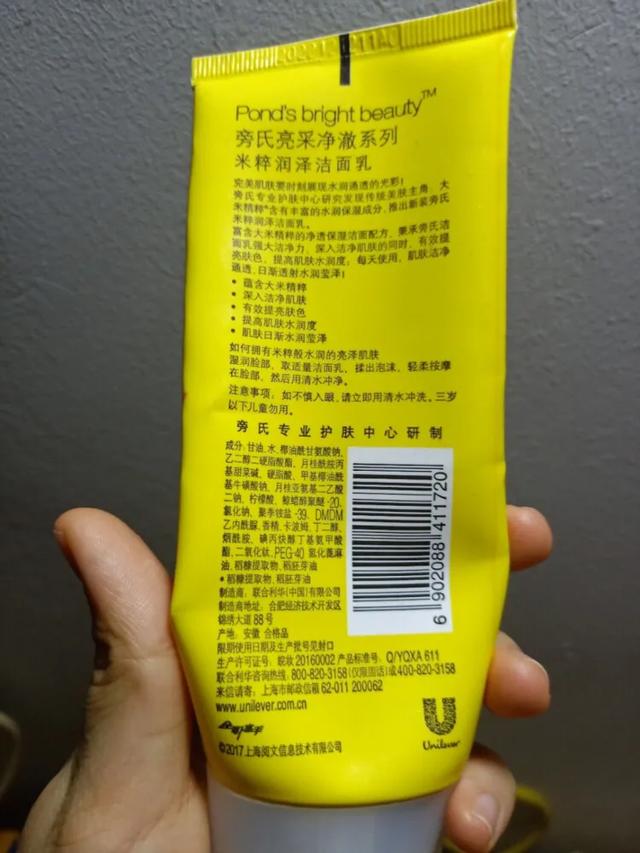 Pond's bright beauty™
旁氏亮采净澈系列
米粹润泽洁面乳
完美肌肤要时刻展现水润通透的光彩!
旁氏专业护肤中心研究发现传统美肤主角，大
米精粹*含有丰富的水润保湿成分，推出新装旁氏
米粹润泽洁面乳。
富含大米精粹的净透保湿洁面配方，秉承旁氏洁
面乳强大洁净力，深入洁净肌肤的同时，有效提
亮肤色，提高肌肤水润度；每天使用，肌肤洁净
通透，日渐透射水润莹泽!
• 蕴含大米精粹
• 深入洁净肌肤
• 有效提亮肤色
• 提高肌肤水润度
• 肌肤日渐水润莹泽
如何拥有米粹般水润的亮泽肌肤
湿润脸部，取适量洁面乳，揉出泡沫，轻柔按摩
在脸部，然后用清水冲净。
注意事项：如不慎入眼，请立即用清水冲洗。三岁
以下儿童勿用。
旁氏专业护肤中心研制
成分：甘油、水、椰油酰甘氨酸钠、
乙二醇二硬脂酸酯、月桂酰胺丙
基甜菜碱、硬脂酸、甲基椰油酰
基牛磺酸钠、月桂亚氨基二乙酸
二钠、柠檬酸、鲸蜡醇聚醚-20、
氯化钠、聚季铵盐-39、DMDM
乙内酰脲、香精、卡波姆、丁二醇、
烟酰胺、碘丙炔醇丁基氨甲酸
酯、二氧化钛、PEG-40 氢化蓖麻
油、稻糠提取物、稻胚芽油
*稻糠提取物、稻胚芽油
制造商：联合利华(中国)有限公司
制造商地址：合肥经济技术开发区
锦绣大道 88 号
产地：安徽 合格品
限期使用日期及生产批号见封口
生产许可证号：皖妆 20160002 产品标准号：Q/YQXA 611
联合利华咨询热线：800-820-3158(仅限固话)或400-820-3158
来信请寄：上海市邮政信箱 62-011 200062
www.unilever.com.cn
©2017上海阅文信息技术有限公司
6 902088 411720
Unilever